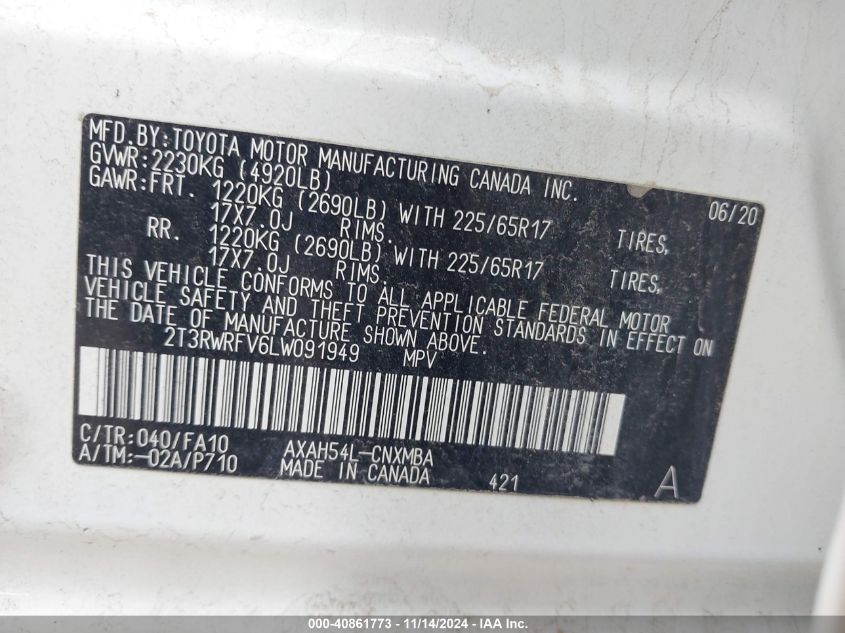 MFD.BY:TOYOTA MOTOR MANUFACTURING CANADA INC. 06/20
GVWR:2230KG (4920LB)
GAWR:FRT. 1220KG (2690LB) WITH 225/65R17 TIRES,
17X7.0J RIMS.
RR. 1220KG (2690LB) WITH 225/65R17 TIRES,
17X7.0J RIMS.
THIS VEHICLE CONFORMS TO ALL APPLICABLE FEDERAL MOTOR
VEHICLE SAFETY AND THEFT PREVENTION STANDARDS IN EFFECT ON
THE DATE OF MANUFACTURE SHOWN ABOVE.
2T3RWRFV6LW091949 MPV
C/TR:040/FA10 AXAH54L-CNXMBA
A/TM:-02A/P710 MADE IN CANADA 421 A
000-40861773 - 11/14/2024 - IAA Inc.